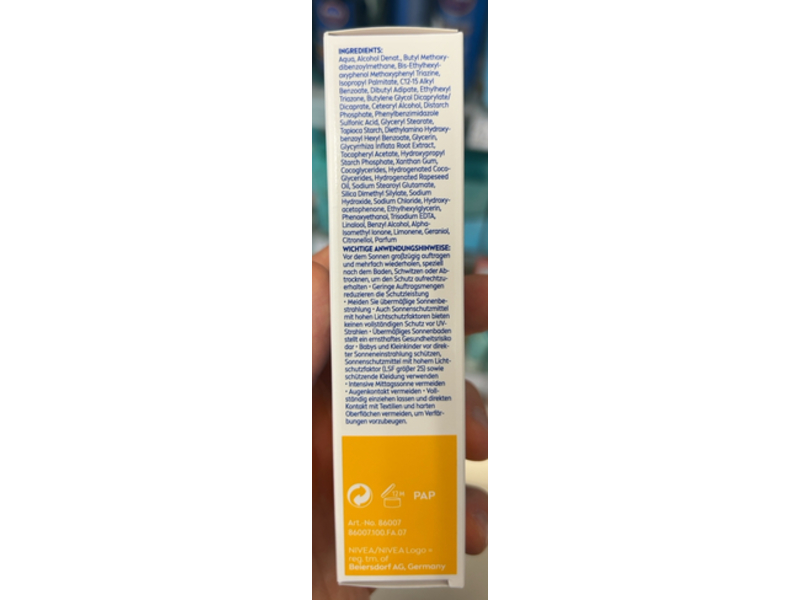 INGREDIENTS:
Aqua, Alcohol Denat., Butyl Methoxy-
dibenzoylmethane, Bis-Ethylhexyl-
oxyphenol Methoxyphenyl Triazine,
Isopropyl Palmitate, C12-15 Alkyl
Benzoate, Dibutyl Adipate, Ethylhexyl
Triazone, Butylene Glycol Dicaprylate/
Dicaprate, Cetearyl Alcohol, Distarch
Phosphate, Phenylbenzimidazole
Sulfonic Acid, Glyceryl Stearate,
Tapioca Starch, Diethylamino Hydroxy-
benzoyl Hexyl Benzoate, Glycerin,
Glycyrrhiza Inflata Root Extract,
Tocopheryl Acetate, Hydroxypropyl
Starch Phosphate, Xanthan Gum,
Cocoglycerides, Hydrogenated Coco-
Glycerides, Hydrogenated Rapeseed
Oil, Sodium Stearoyl Glutamate,
Silica Dimethyl Silylate, Sodium
Hydroxide, Sodium Chloride, Hydroxy-
acetophenone, Ethylhexylglycerin,
Phenoxyethanol, Trisodium EDTA,
Linalool, Benzyl Alcohol, Alpha-
Isomethyl Ionone, Limonene, Geraniol,
Citronellol, Parfum
WICHTIGE ANWENDUNGSHINWEISE:
Vor dem Sonnen großzügig auftragen
und mehrfach wiederholen, speziell
nach dem Baden, Schwitzen oder Ab-
trocknen, um den Schutz aufrechtzu-
erhalten • Geringe Auftragsmengen
reduzieren die Schutzleistung
• Meiden Sie übermäßige Sonnenbe-
strahlung • Auch Sonnenschutzmittel
mit hohen Lichtschutzfaktoren bieten
keinen vollständigen Schutz vor UV-
Strahlen • Übermäßiges Sonnenbaden
stellt ein ernsthaftes Gesundheitsrisiko
dar • Babys und Kleinkinder vor direk-
ter Sonneneinstrahlung schützen,
Sonnenschutzmittel mit hohem Licht-
schutzfaktor (LSF größer 25) sowie
schützende Kleidung verwenden
• Intensive Mittagssonne vermeiden
• Augenkontakt vermeiden • Voll-
ständig einziehen lassen und direkten
Kontakt mit Textilien und harten
Oberflächen vermeiden, um Verfär-
bungen vorzubeugen.
12M
PAP
Art.-No. 86007
86007.100.FA.07
NIVEA/NIVEA Logo =
reg. tm. of
Beiersdorf AG, Germany